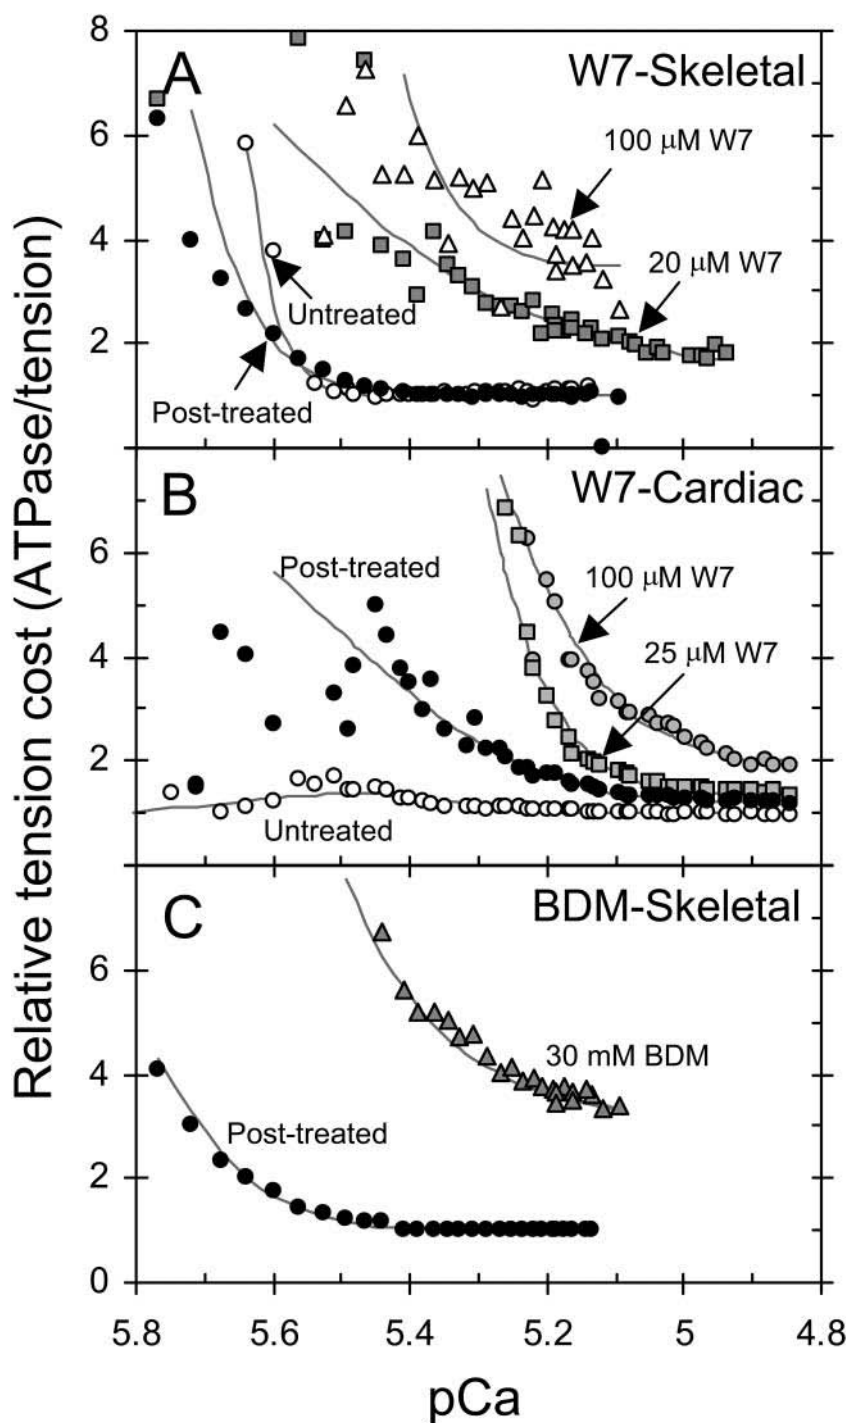 Relative tension cost (ATPase/tension)
8
A
W7-Skeletal
100 μM W7
6
4
20 μM W7
Untreated
2
Post-treated
B
W7-Cardiac
Post-treated
6
100 μM W7
25 μM W7
4
2
Untreated
C
BDM-Skeletal
6
30 mM BDM
4
Post-treated
2
0
5.8 5.6 5.4 5.2 5 4.8
pCa